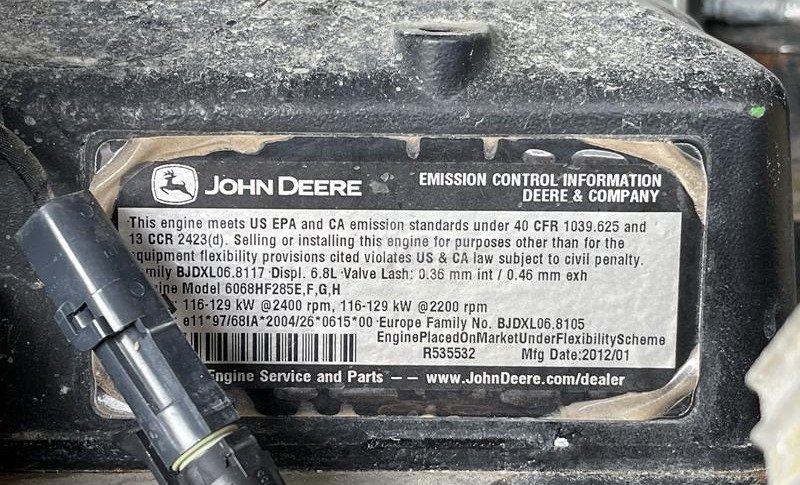 JOHN DEERE
EMISSION CONTROL INFORMATION
DEERE & COMPANY
This engine meets US EPA and CA emission standards under 40 CFR 1039.625 and
13 CCR 2423(d). Selling or installing this engine for purposes other than for the
equipment flexibility provisions cited violates US & CA law subject to civil penalty.
Family BJDXL06.8117 Displ. 6.8L Valve Lash: 0.36 mm int / 0.46 mm exh
Engine Model 6068HF285E,F,G,H
: 116-129 kW @2400 rpm, 116-129 kW @2200 rpm
e11*97/68IA*2004/26*0615*00 Europe Family No. BJDXL06.8105
EnginePlacedOnMarketUnderFlexibilityScheme
R535532 Mfg Date:2012/01
Engine Service and Parts –– www.JohnDeere.com/dealer